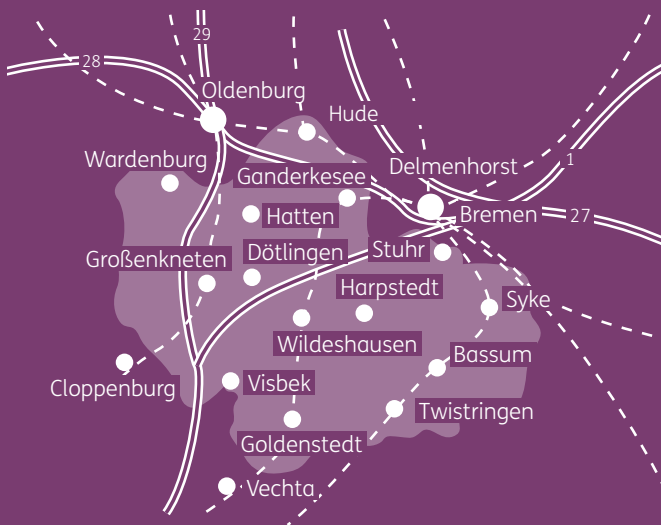 29
28
Oldenburg
Hude
Wardenburg
Delmenhorst
1
Ganderkesee
Hatten
Bremen
27
Großenkneten
Dötlingen
Stuhr
Harpstedt
Syke
Wildeshausen
Bassum
Cloppenburg
Visbek
Twistringen
Goldenstedt
Vechta